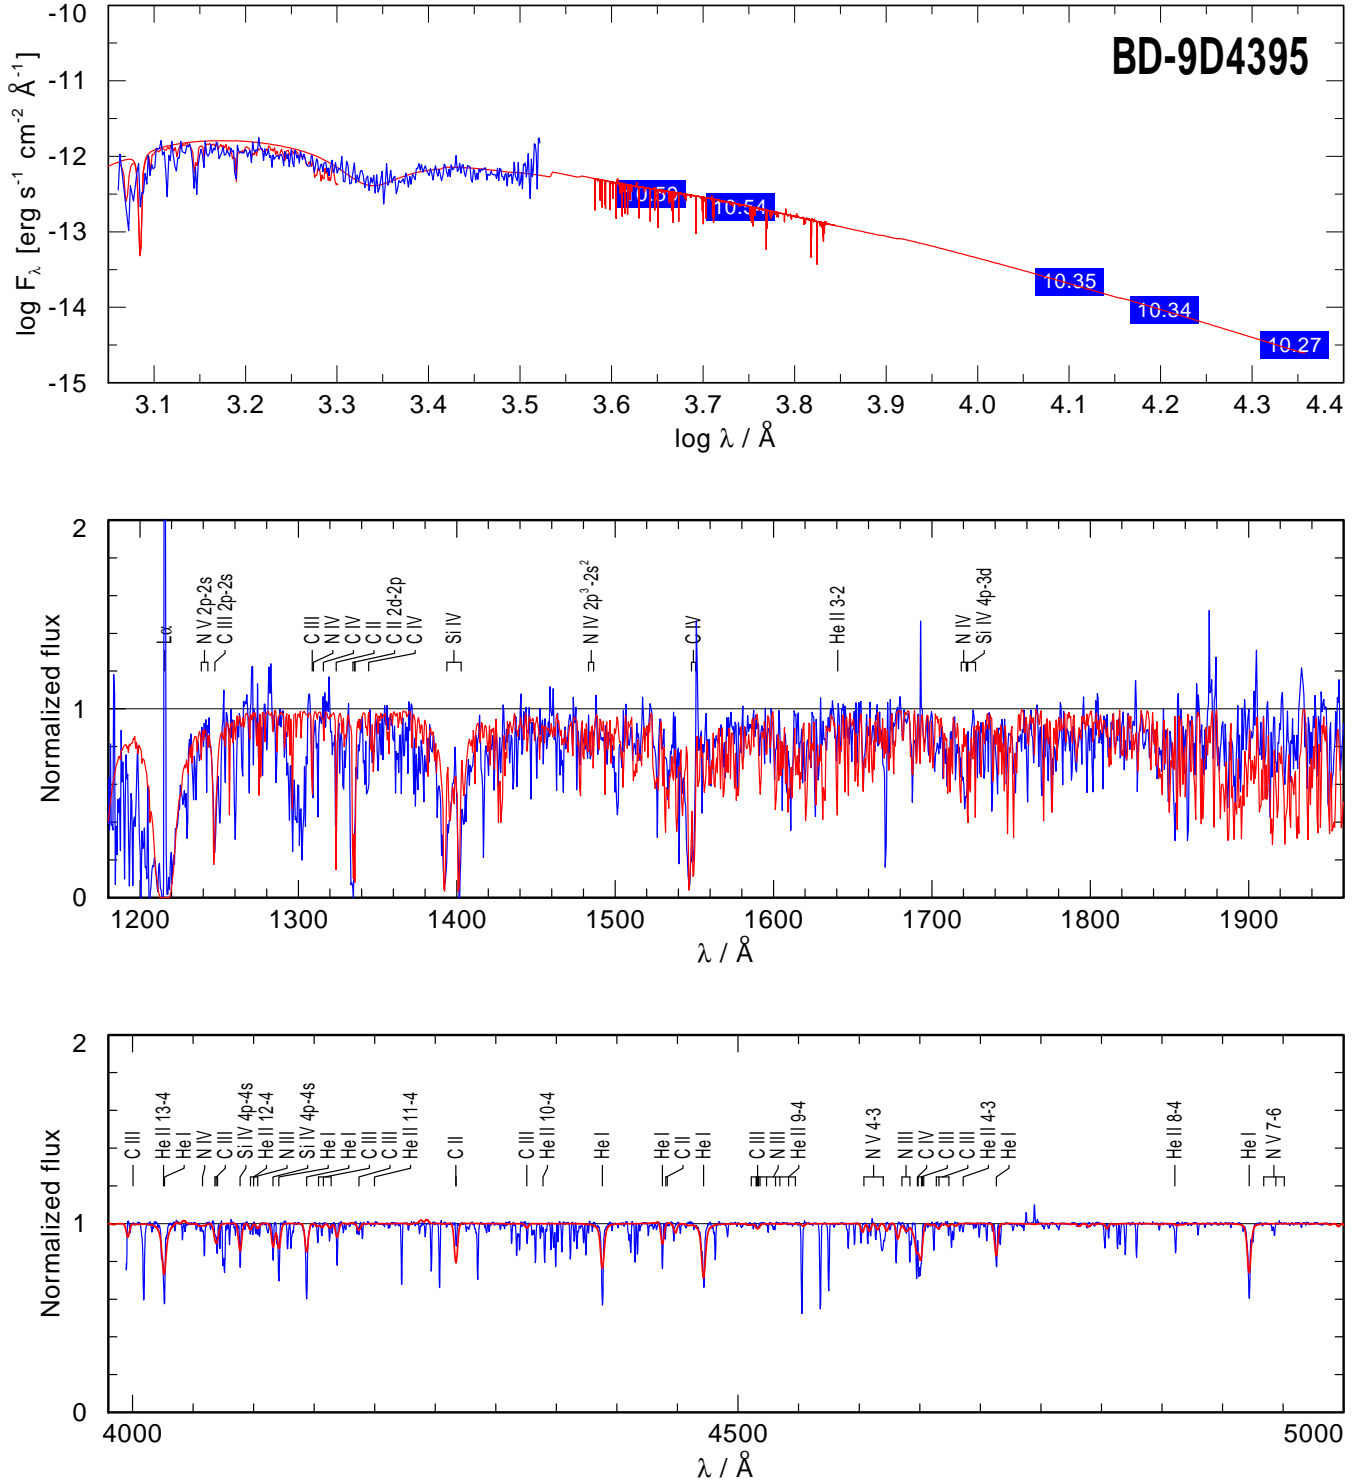 BD-9D4395
log Fλ [erg s-1 cm-2 Å-1]
-10
-11
-12
-13
-14
-15
10.54
10.35
10.34
10.27
3.1 3.2 3.3 3.4 3.5 3.6 3.7 3.8 3.9 4.0 4.1 4.2 4.3 4.4
log λ / Å
Normalized flux
2
1
0
Lα
N V 2p-2s
C III 2p-2s
C III
N IV
C IV
C II
C II 2d-2p
C IV
Si IV
N IV 2p3-2s2
C IV
He II 3-2
N IV
Si IV 4p-3d
1200 1300 1400 1500 1600 1700 1800 1900
λ / Å
Normalized flux
2
1
0
C III
He II 13-4
He I
N IV
C III
Si IV 4p-4s
He II 12-4
N III
Si IV 4p-4s
He I
He I
C III
C III
He II 11-4
C II
C III
He II 10-4
He I
He I
C II
He I
C III
N III
He II 9-4
N V 4-3
N III
C IV
C III
C III
He II 4-3
He I
He II 8-4
He I
N V 7-6
4000 4500 5000
λ / Å